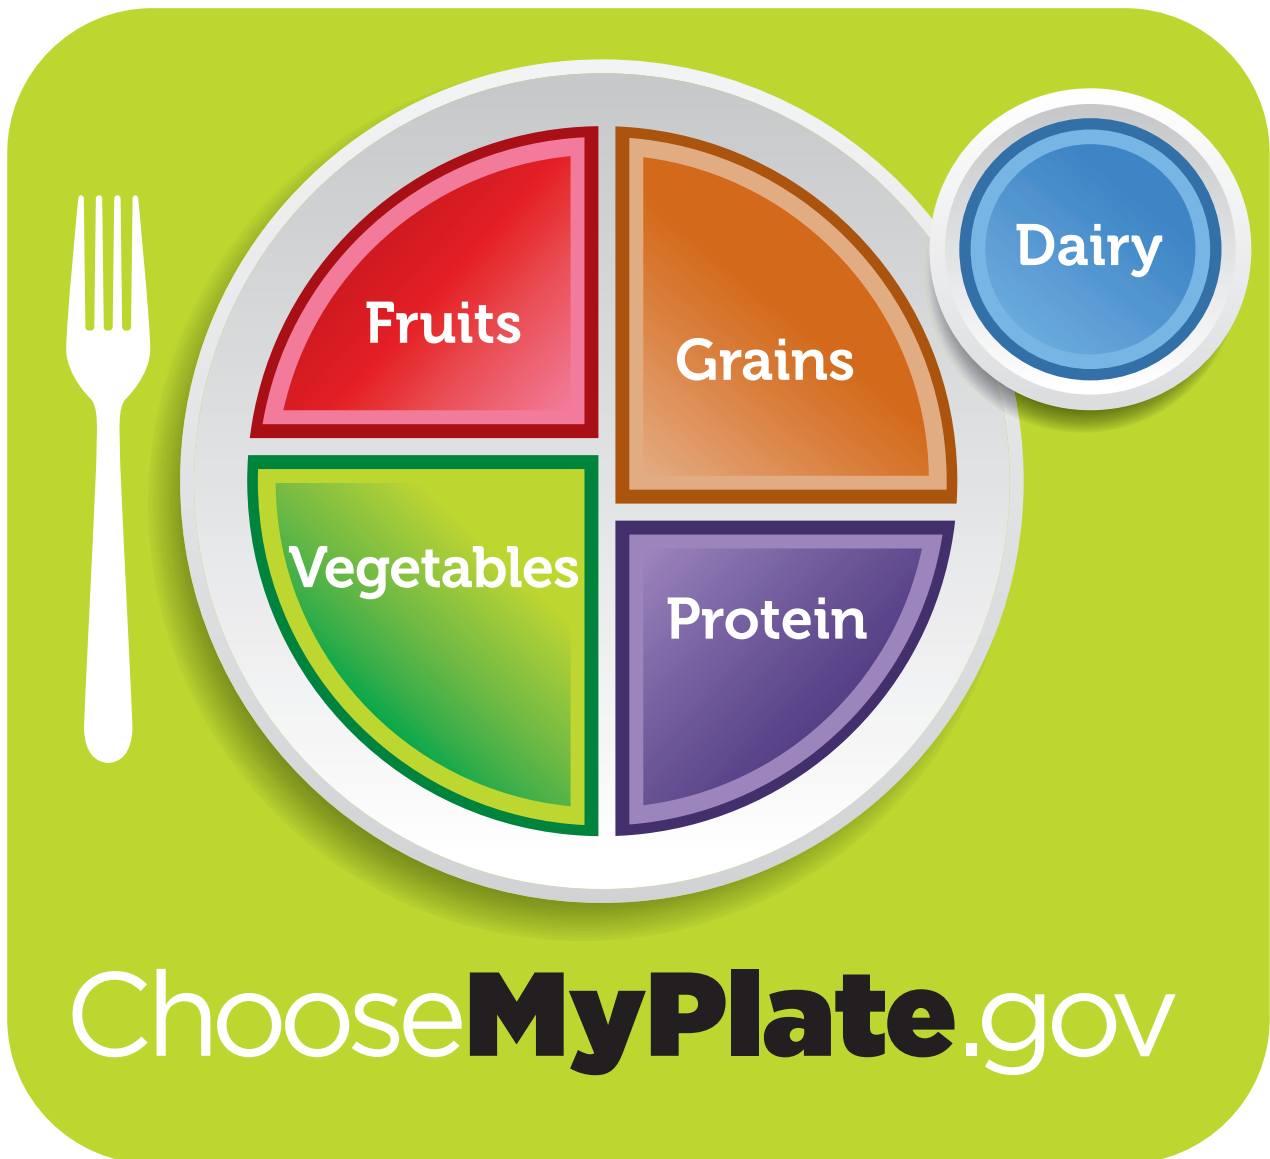 Fruits
Grains
Dairy
Vegetables
Protein
ChooseMyPlate.gov